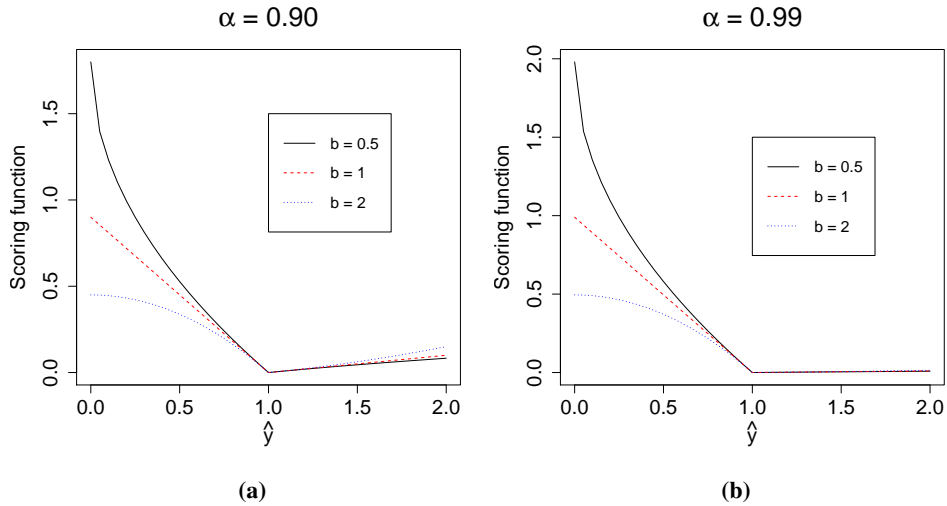 α = 0.90
Scoring function
0.0 0.5 1.0 1.5
b = 0.5
b = 1
b = 2
0.0 0.5 1.0 1.5 2.0
ŷ
(a)
α = 0.99
Scoring function
0.0 0.5 1.0 1.5 2.0
b = 0.5
b = 1
b = 2
0.0 0.5 1.0 1.5 2.0
ŷ
(b)